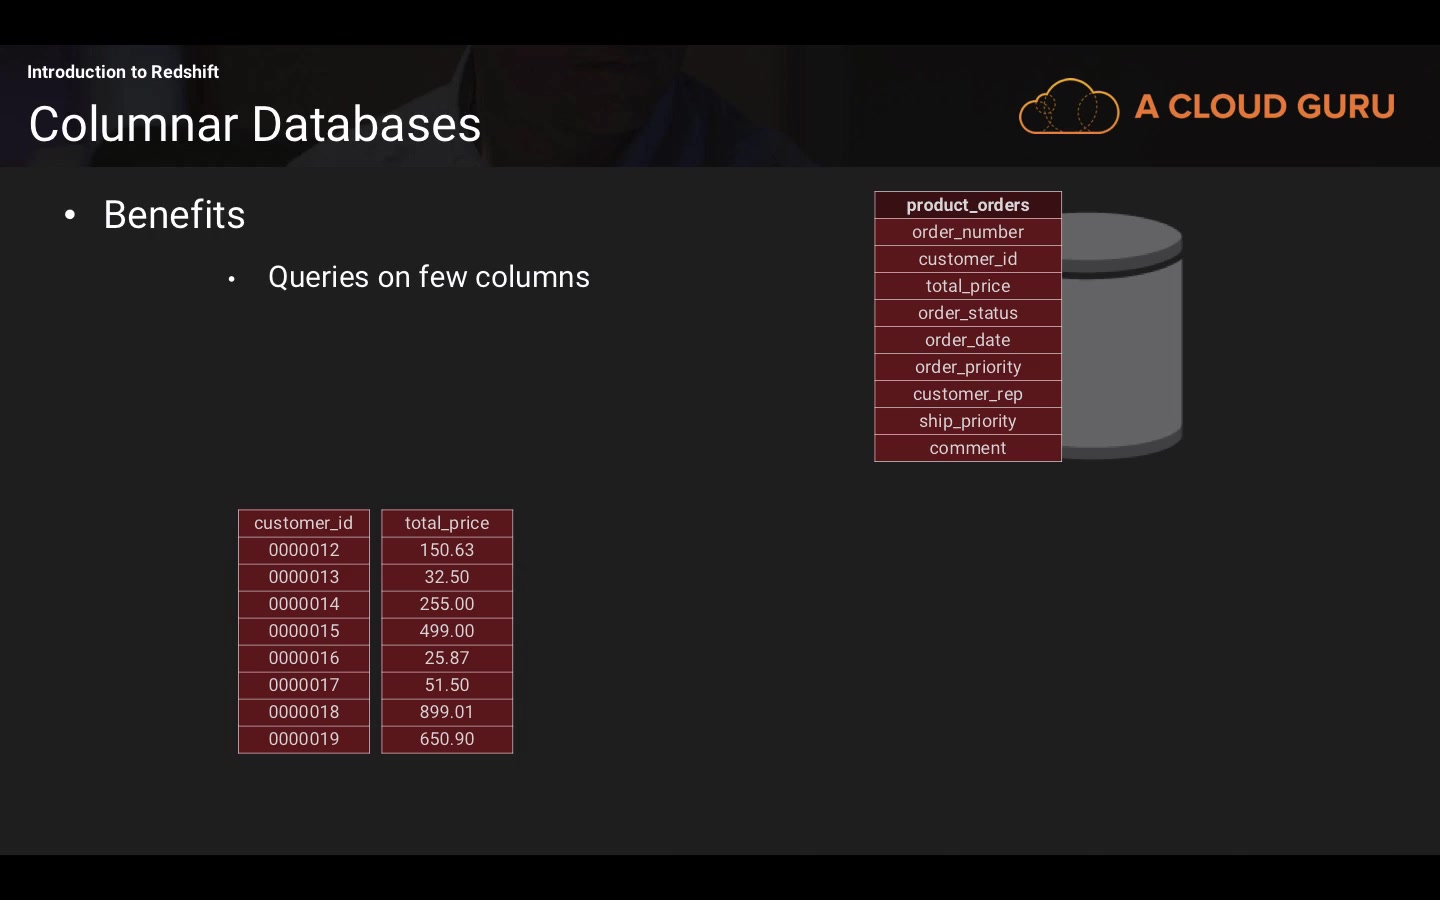 Introduction to Redshift
Columnar Databases
A CLOUD GURU
• Benefits
• Queries on few columns
product_orders
order_number
customer_id
total_price
order_status
order_date
order_priority
customer_rep
ship_priority
comment
customer_id total_price
0000012 150.63
0000013 32.50
0000014 255.00
0000015 499.00
0000016 25.87
0000017 51.50
0000018 899.01
0000019 650.90